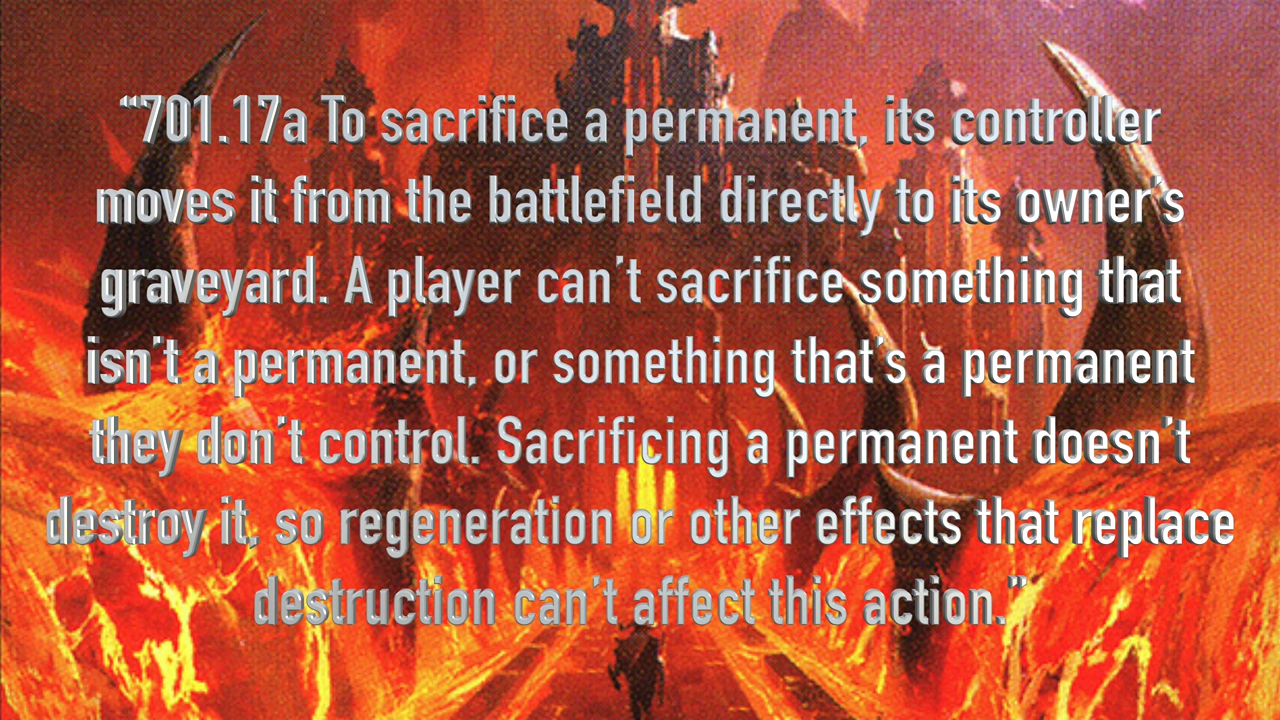 “701.17a To sacrifice a permanent, its controller
moves it from the battlefield directly to its owner’s
graveyard. A player can’t sacrifice something that
isn’t a permanent, or something that’s a permanent
they don’t control. Sacrificing a permanent doesn’t
destroy it, so regeneration or other effects that replace
destruction can’t affect this action.”